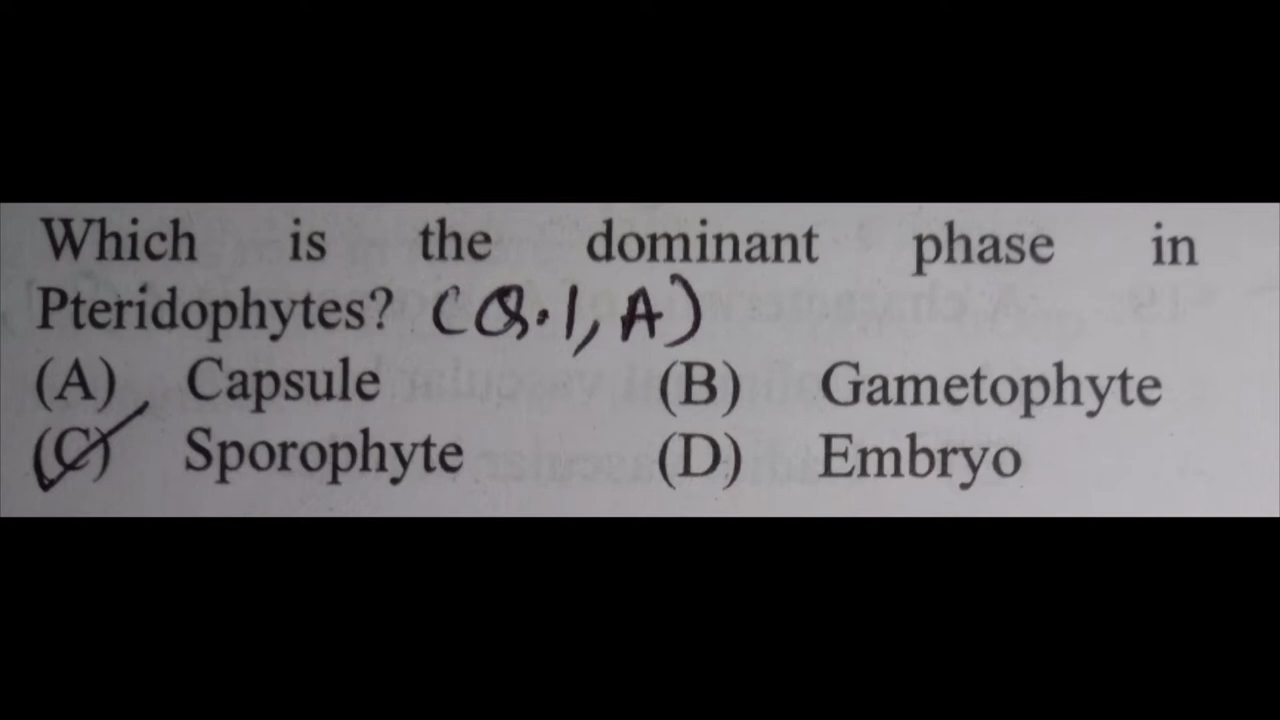 Which is the dominant phase in
Pteridophytes? (Q.1, A)
(A) Capsule (B) Gametophyte
(C) Sporophyte (D) Embryo